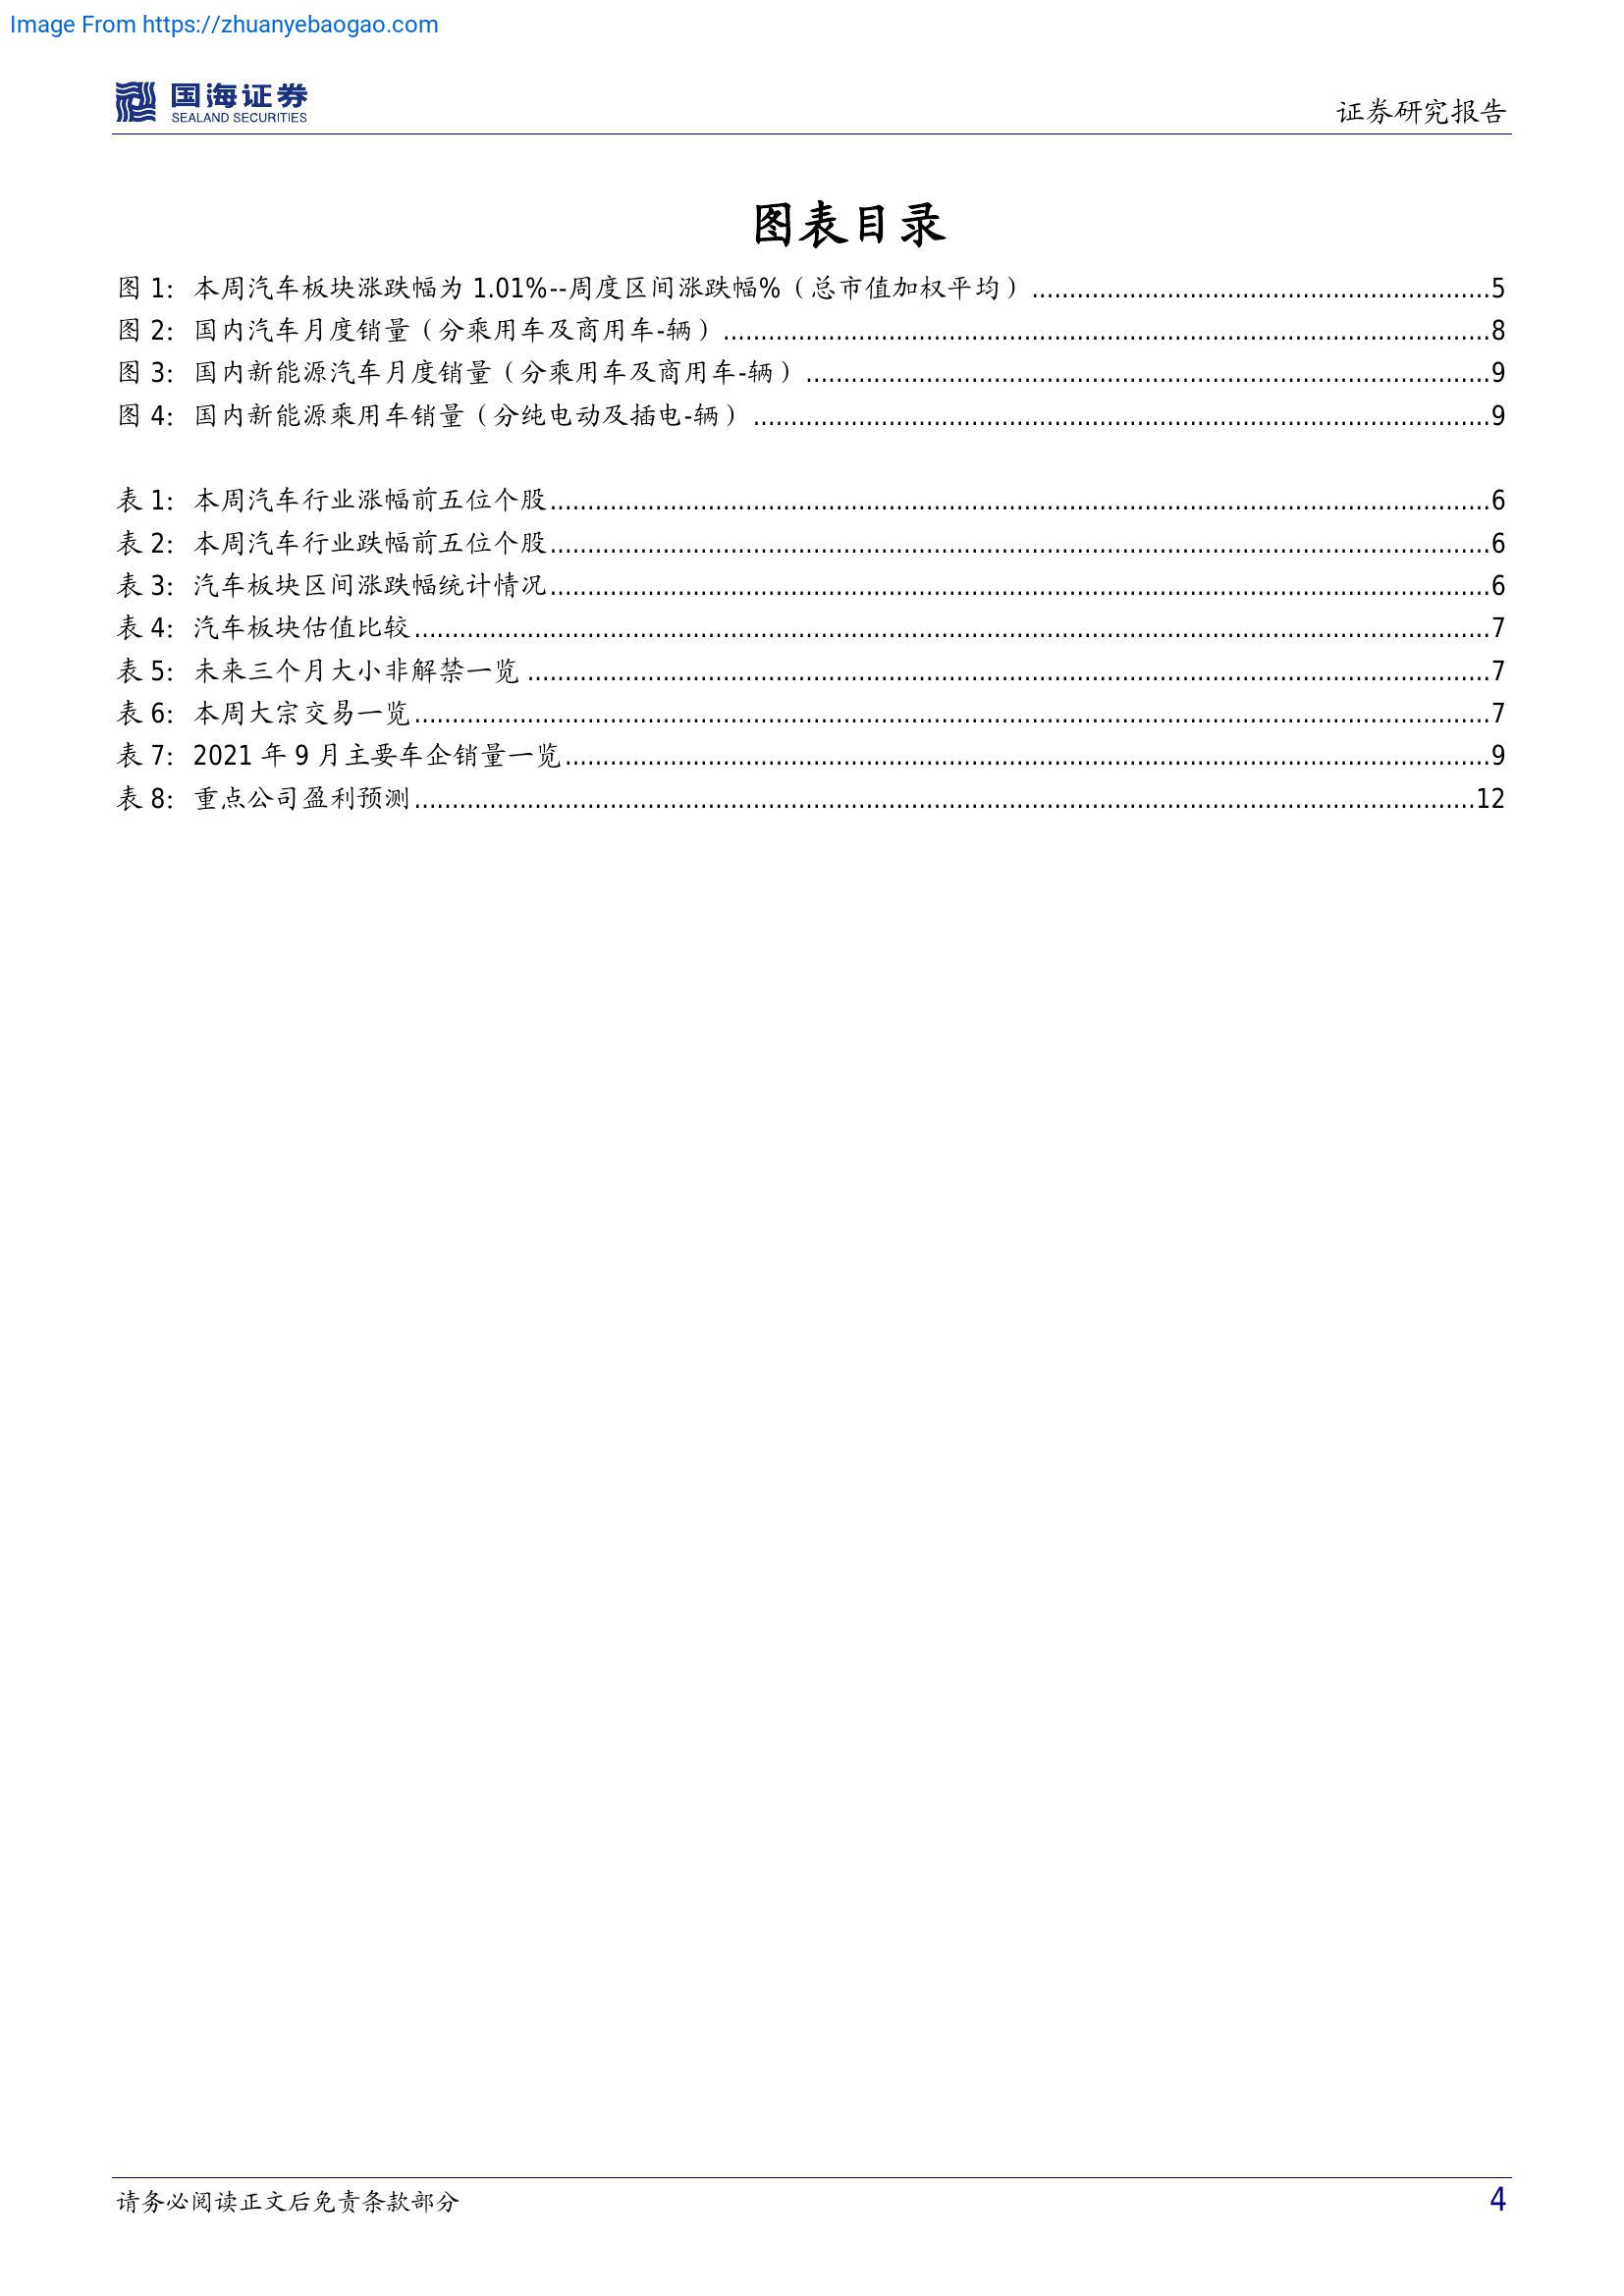 Image From https://zhuanyebaogao.com
国海证券
SEALAND SECURITIES
证券研究报告
图表目录
图 1: 本周汽车板块涨跌幅为 1.01%--周度区间涨跌幅%（总市值加权平均）........................................5
图 2: 国内汽车月度销量（分乘用车及商用车-辆）........................................8
图 3: 国内新能源汽车月度销量（分乘用车及商用车-辆）........................................9
图 4: 国内新能源乘用车销量（分纯电动及插电-辆）........................................9
表 1: 本周汽车行业涨幅前五位个股........................................6
表 2: 本周汽车行业跌幅前五位个股........................................6
表 3: 汽车板块区间涨跌幅统计情况........................................6
表 4: 汽车板块估值比较........................................7
表 5: 未来三个月大小非解禁一览........................................7
表 6: 本周大宗交易一览........................................7
表 7: 2021 年 9 月主要车企销量一览........................................9
表 8: 重点公司盈利预测........................................12
请务必阅读正文后免责条款部分
4